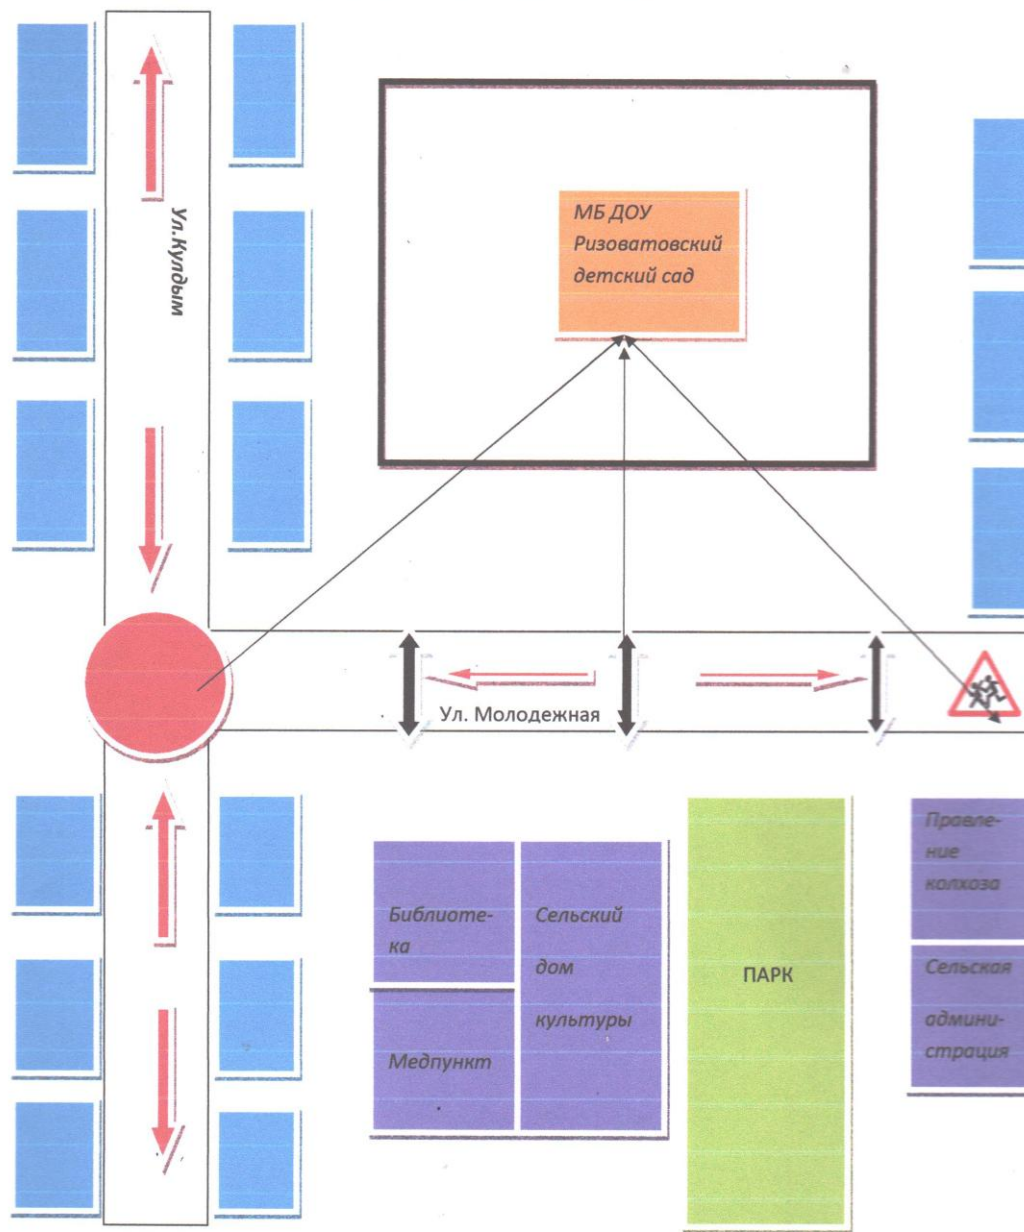 МБ ДОУ
Ризоватовский
детский сад
Ул.Кулдым
Ул. Молодежная
Библиоте-
ка
Медпункт
Сельский
дом
культуры
ПАРК
Правле-
ние
колхоза
Сельская
админи-
страция